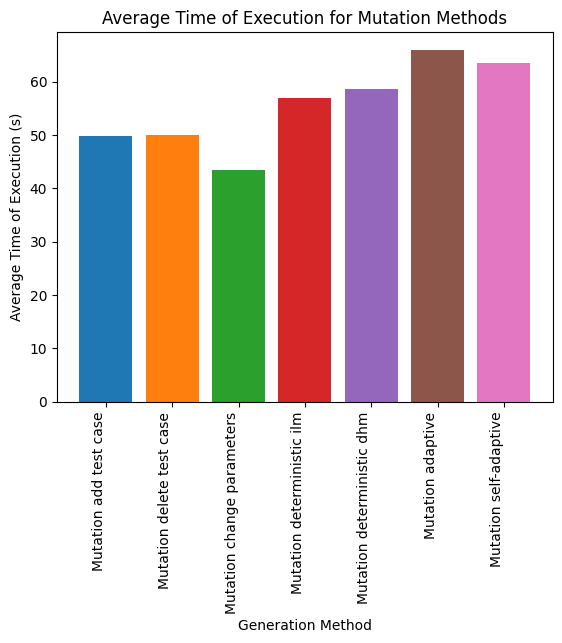 Average Time of Execution for Mutation Methods
Average Time of Execution (s)
60
50
40
30
20
10
0
Mutation add test case
Mutation delete test case
Mutation change parameters
Mutation deterministic ilm
Mutation deterministic dhm
Mutation adaptive
Mutation self-adaptive
Generation Method